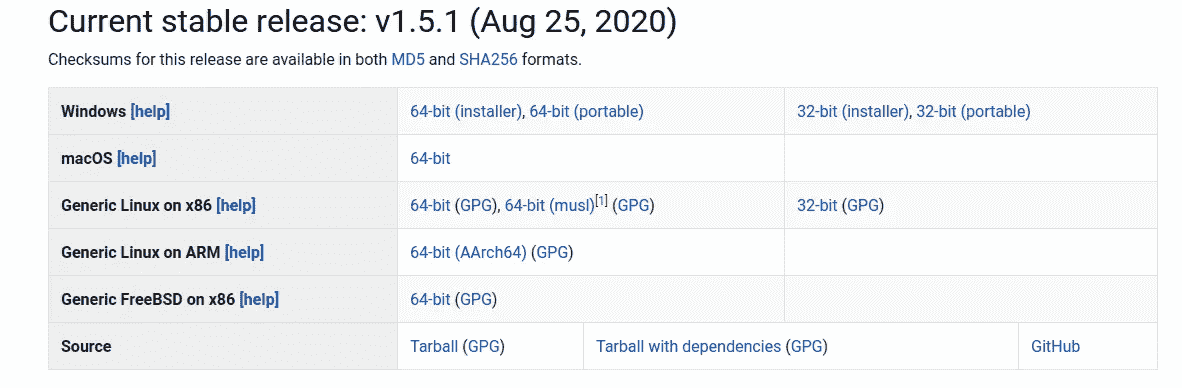 Current stable release: v1.5.1 (Aug 25, 2020)
Checksums for this release are available in both MD5 and SHA256 formats.
Windows [help] 64-bit (installer), 64-bit (portable) 32-bit (installer), 32-bit (portable)
macOS [help] 64-bit
Generic Linux on x86 [help] 64-bit (GPG), 64-bit (musl)[1] (GPG) 32-bit (GPG)
Generic Linux on ARM [help] 64-bit (AArch64) (GPG)
Generic FreeBSD on x86 [help] 64-bit (GPG)
Source Tarball (GPG) Tarball with dependencies (GPG) GitHub